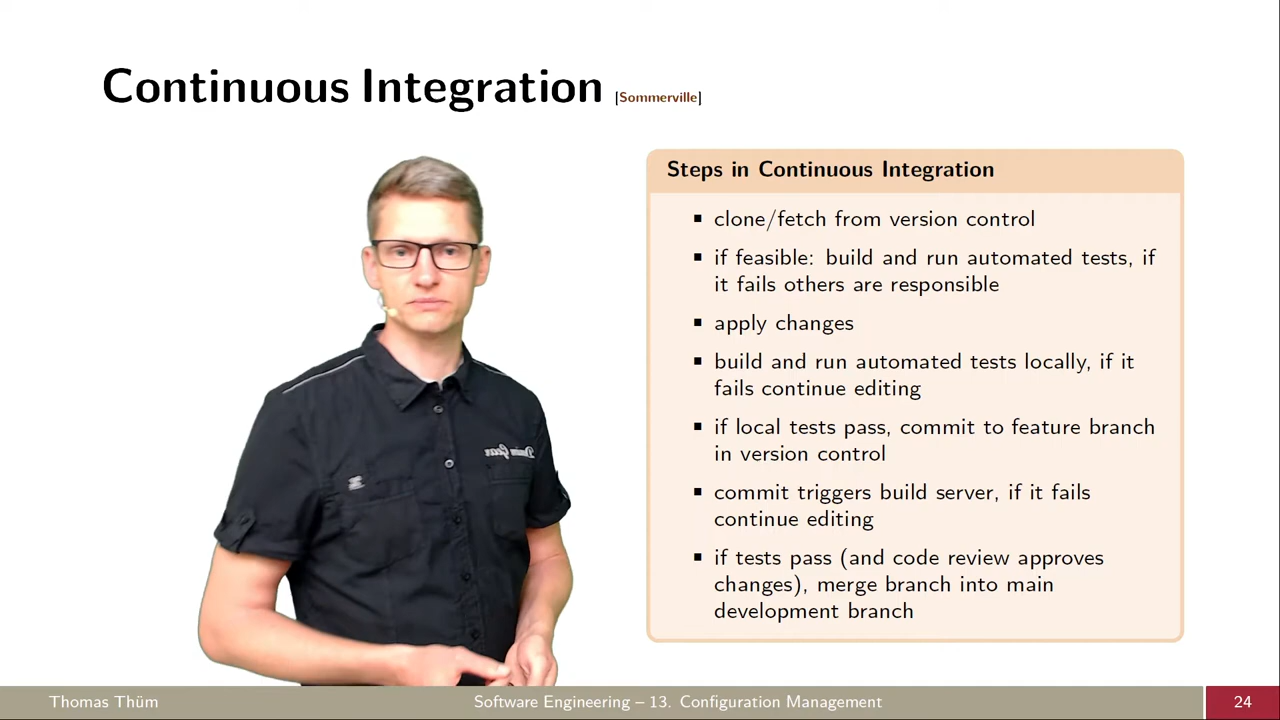 Continuous Integration [Sommerville]
Steps in Continuous Integration
▪ clone/fetch from version control
▪ if feasible: build and run automated tests, if
it fails others are responsible
▪ apply changes
▪ build and run automated tests locally, if it
fails continue editing
▪ if local tests pass, commit to feature branch
in version control
▪ commit triggers build server, if it fails
continue editing
▪ if tests pass (and code review approves
changes), merge branch into main
development branch
Denim Gear
Thomas Thüm
Software Engineering – 13. Configuration Management
24